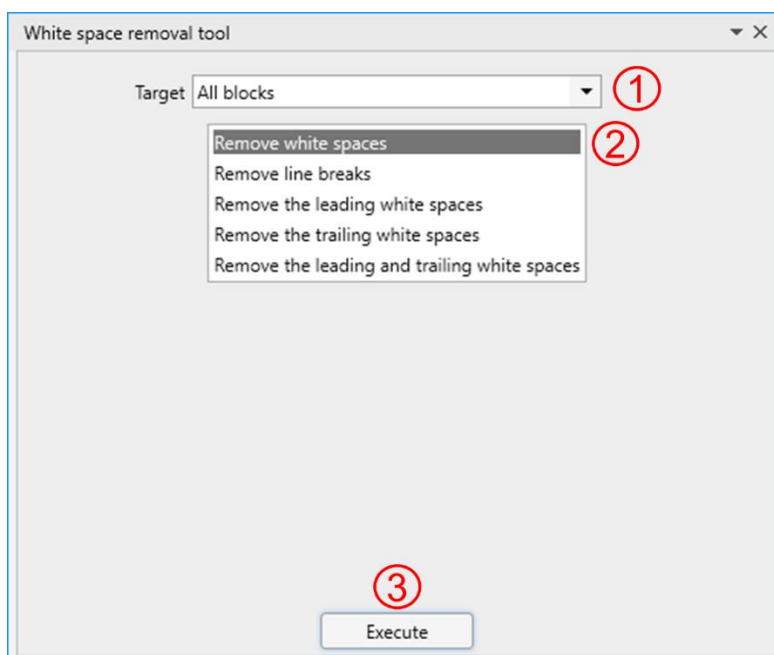 White space removal tool
Target All blocks ①
Remove white spaces ②
Remove line breaks
Remove the leading white spaces
Remove the trailing white spaces
Remove the leading and trailing white spaces
③
Execute